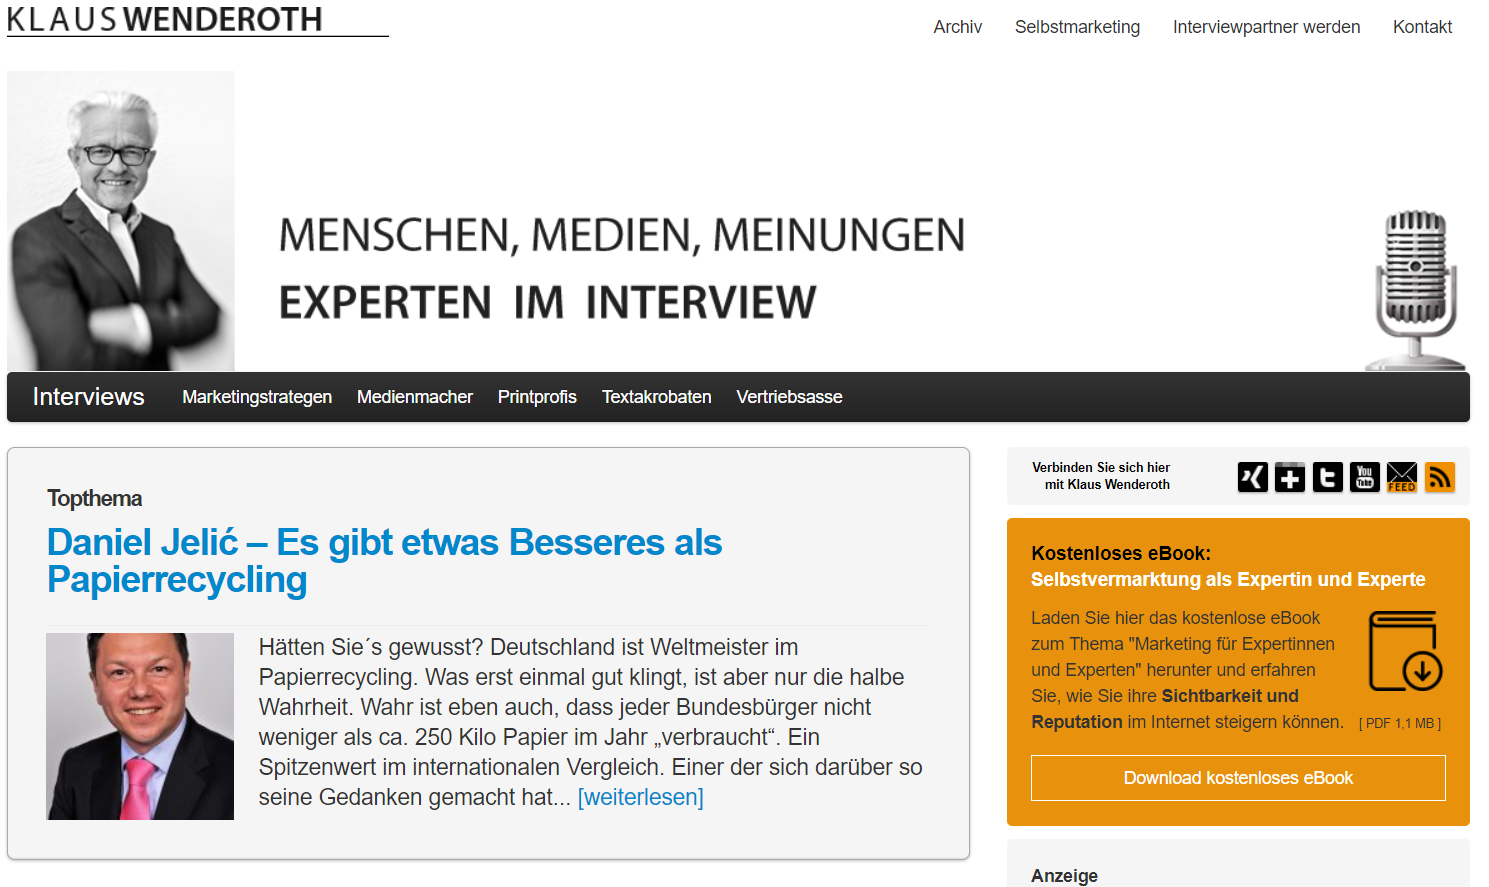 KLAUS WENDEROTH
Archiv Selbstmarketing Interviewpartner werden Kontakt
MENSCHEN, MEDIEN, MEINUNGEN
EXPERTEN IM INTERVIEW
Interviews Marketingstrategen Medienmacher Printprofis Textakrobaten Vertriebsasse
Topthema
Daniel Jelić – Es gibt etwas Besseres als
Papierrecycling
Hätten Sie´s gewusst? Deutschland ist Weltmeister im
Papierrecycling. Was erst einmal gut klingt, ist aber nur die halbe
Wahrheit. Wahr ist eben auch, dass jeder Bundesbürger nicht
weniger als ca. 250 Kilo Papier im Jahr „verbraucht“. Ein
Spitzenwert im internationalen Vergleich. Einer der sich darüber so
seine Gedanken gemacht hat... [weiterlesen]
Verbinden Sie sich hier
mit Klaus Wenderoth
You
Tube
FEED
Kostenloses eBook:
Selbstvermarktung als Expertin und Experte
Laden Sie hier das kostenlose eBook
zum Thema "Marketing für Expertinnen
und Experten" herunter und erfahren
Sie, wie Sie ihre Sichtbarkeit und
Reputation im Internet steigern können. [ PDF 1,1 MB ]
Download kostenloses eBook
Anzeige